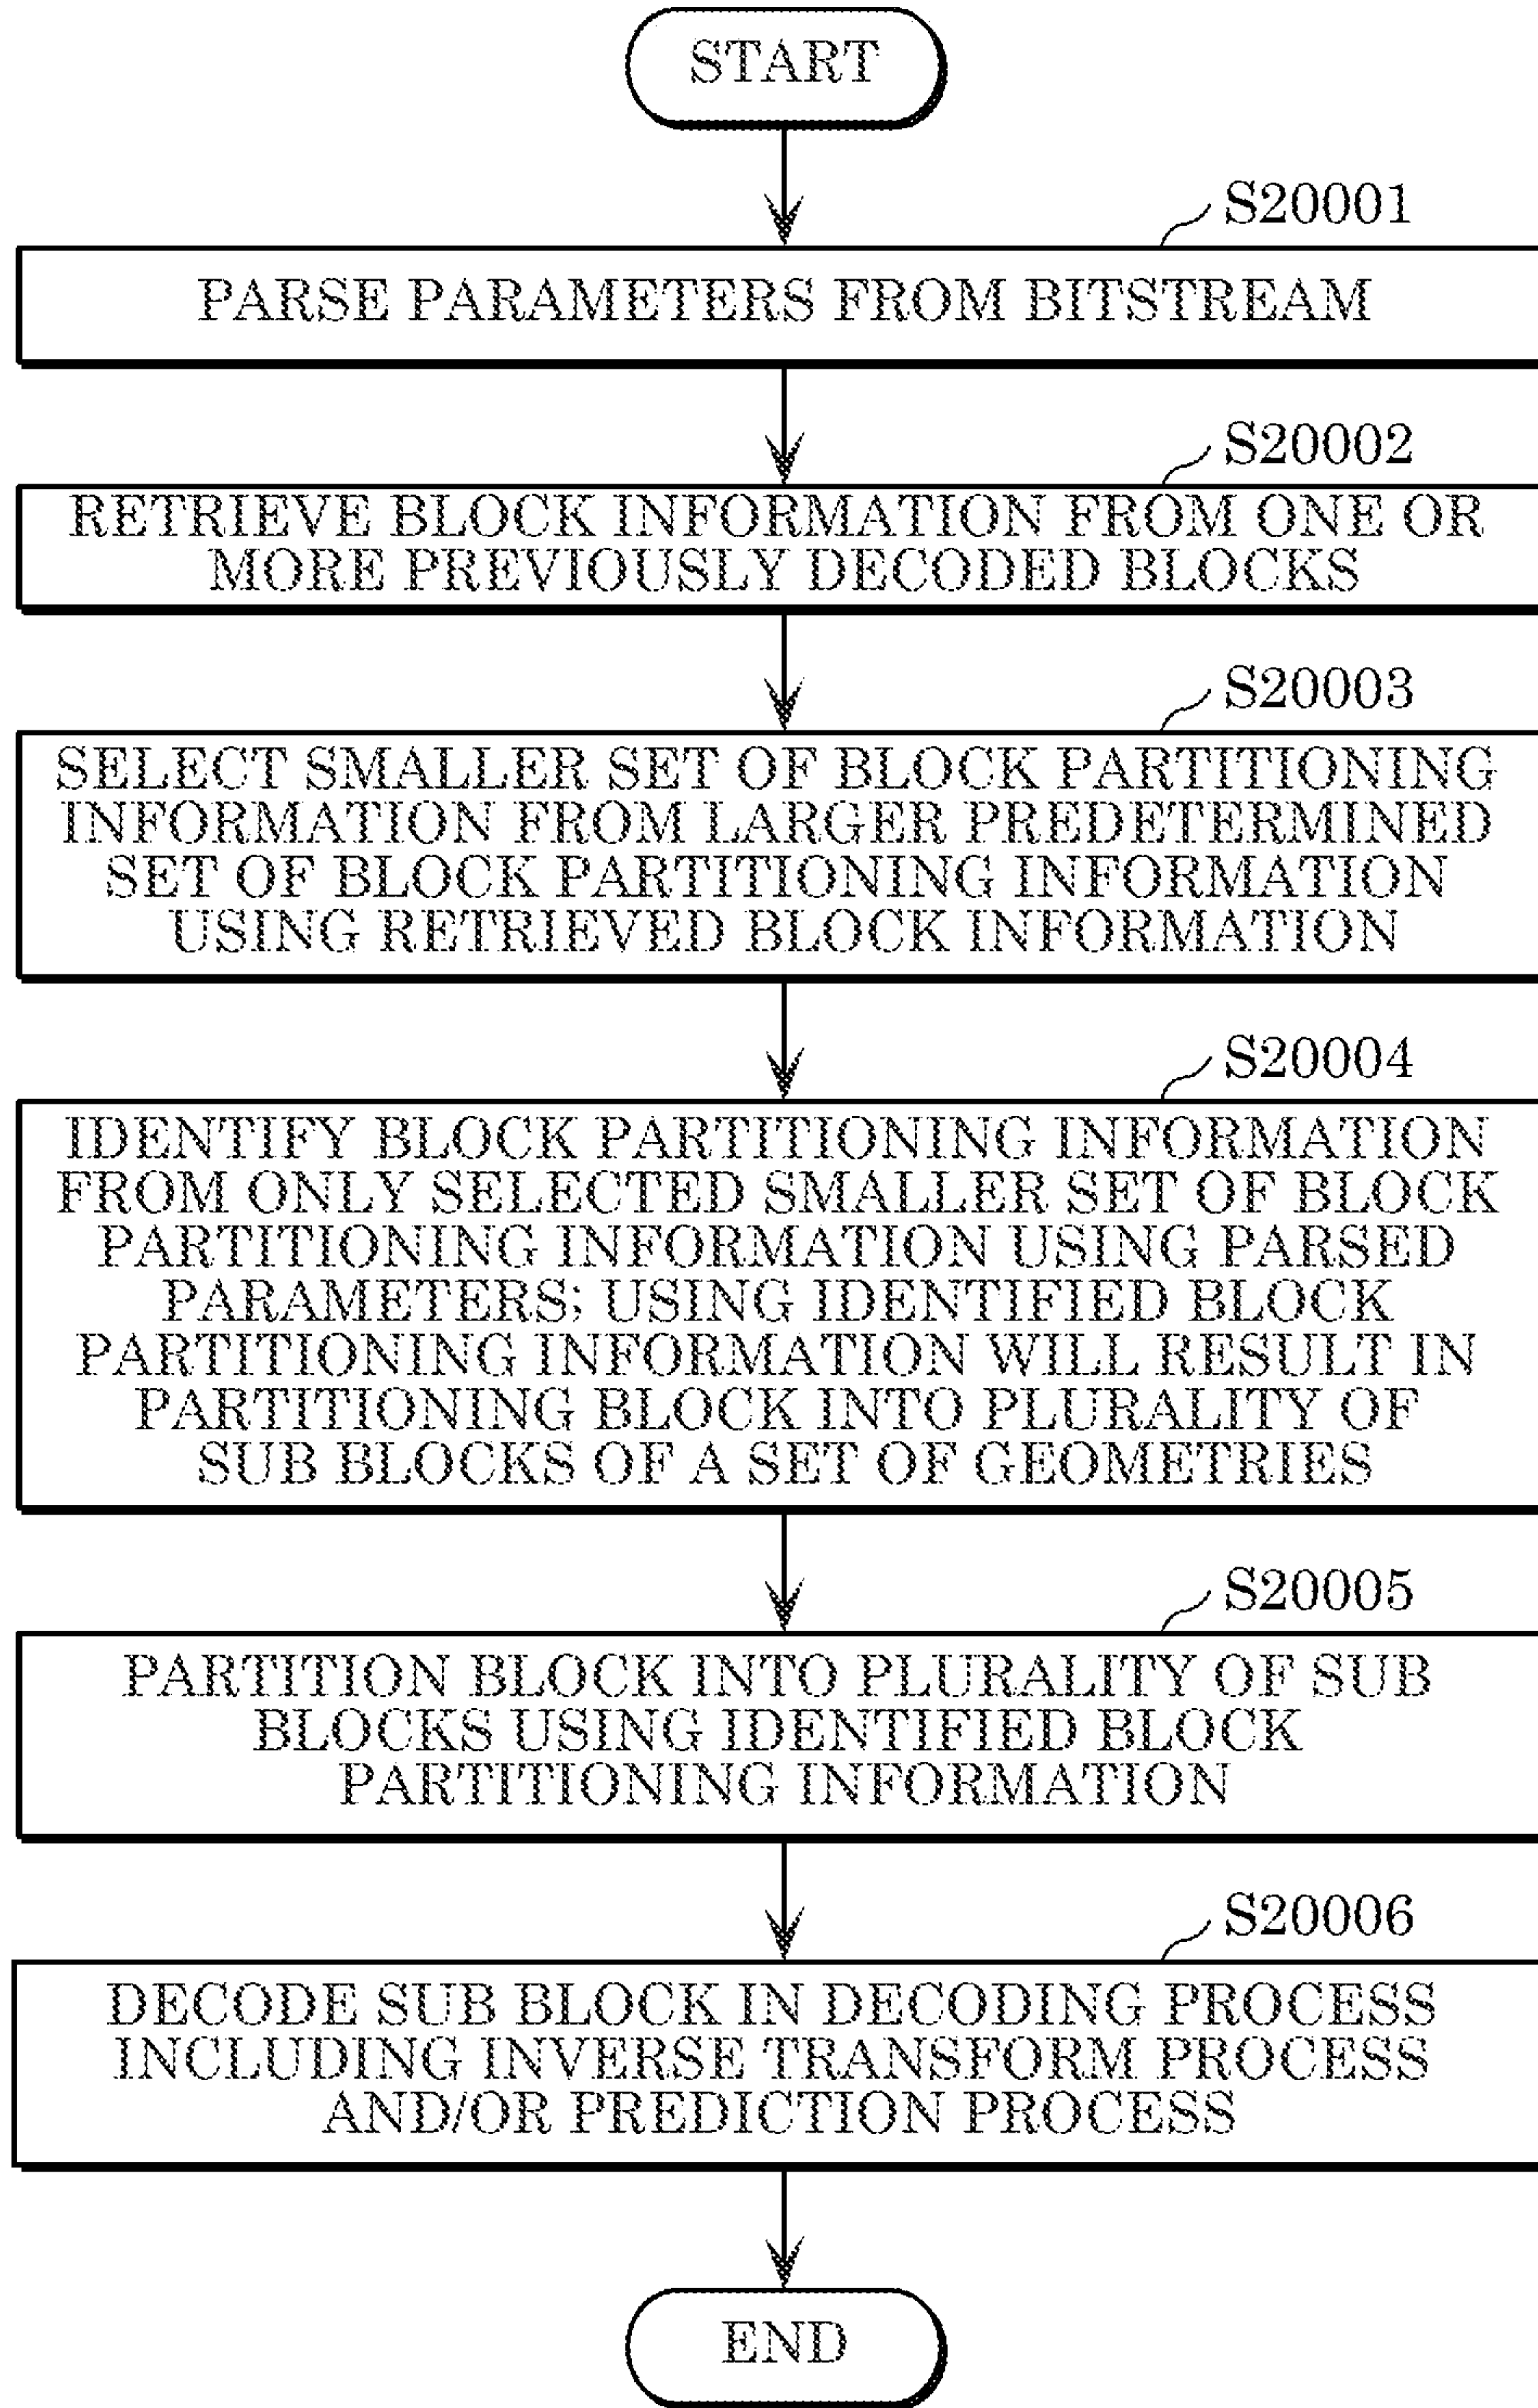 START
S20001
PARSE PARAMETERS FROM BITSTREAM
S20002
RETRIEVE BLOCK INFORMATION FROM ONE OR
MORE PREVIOUSLY DECODED BLOCKS
S20003
SELECT SMALLER SET OF BLOCK PARTITIONING
INFORMATION FROM LARGER PREDETERMINED
SET OF BLOCK PARTITIONING INFORMATION
USING RETRIEVED BLOCK INFORMATION
S20004
IDENTIFY BLOCK PARTITIONING INFORMATION
FROM ONLY SELECTED SMALLER SET OF BLOCK
PARTITIONING INFORMATION USING PARSED
PARAMETERS; USING IDENTIFIED BLOCK
PARTITIONING INFORMATION WILL RESULT IN
PARTITIONING BLOCK INTO PLURALITY OF
SUB BLOCKS OF A SET OF GEOMETRIES
S20005
PARTITION BLOCK INTO PLURALITY OF SUB
BLOCKS USING IDENTIFIED BLOCK
PARTITIONING INFORMATION
S20006
DECODE SUB BLOCK IN DECODING PROCESS
INCLUDING INVERSE TRANSFORM PROCESS
AND/OR PREDICTION PROCESS
END